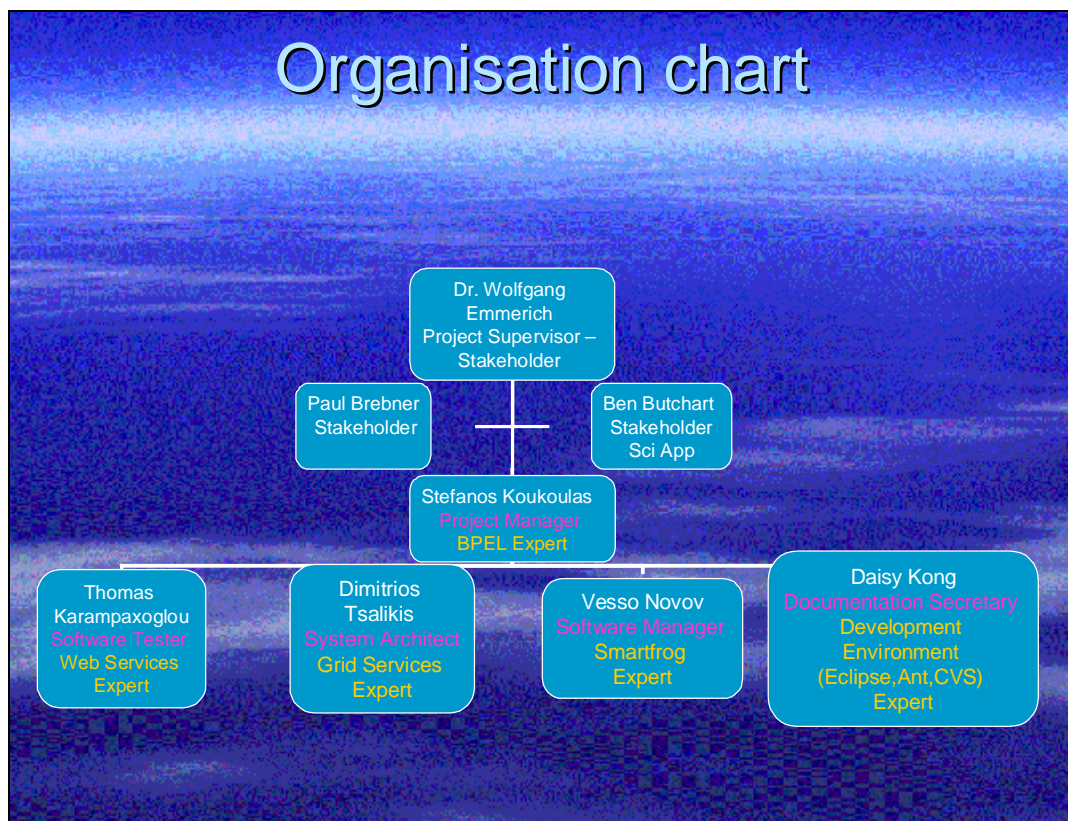 Organisation chart
Dr. Wolfgang
Emmerich
Project Supervisor –
Stakeholder
Paul Brebner
Stakeholder
Ben Butchart
Stakeholder
Sci App
Stefanos Koukoulas
Project Manager
BPEL Expert
Thomas
Karampaxoglou
Software Tester
Web Services
Expert
Dimitrios
Tsalikis
System Architect
Grid Services
Expert
Vesso Novov
Software Manager
Smartfrog
Expert
Daisy Kong
Documentation Secretary
Development
Environment
(Eclipse,Ant,CVS)
Expert